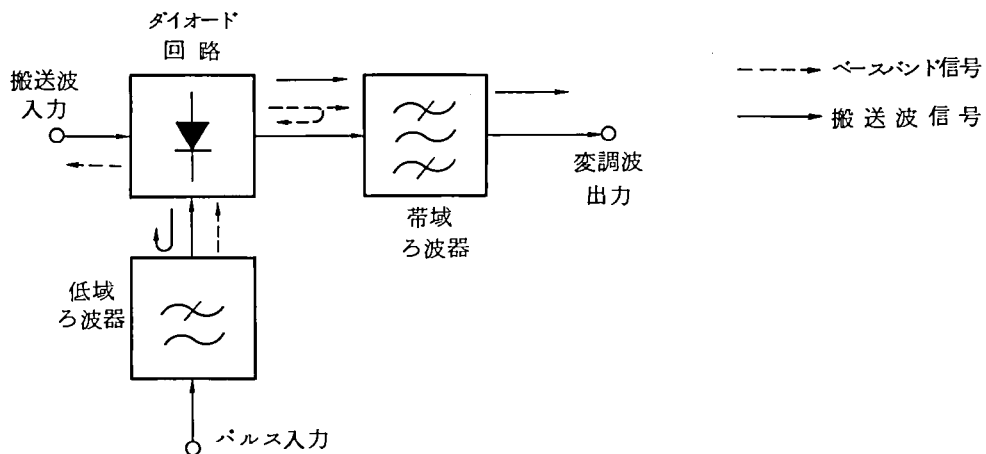 ダイオード
回路
搬送波
入力
ベースバンド信号
搬送波信号
変調波
出力
帯域
ろ波器
低域
ろ波器
パルス入力